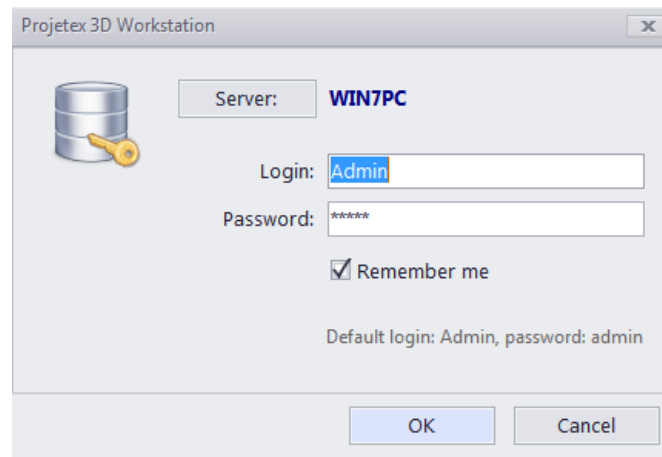 Projetex 3D Workstation
Server: WIN7PC
Login: Admin
Password: *****
Remember me
Default login: Admin, password: admin
OK Cancel